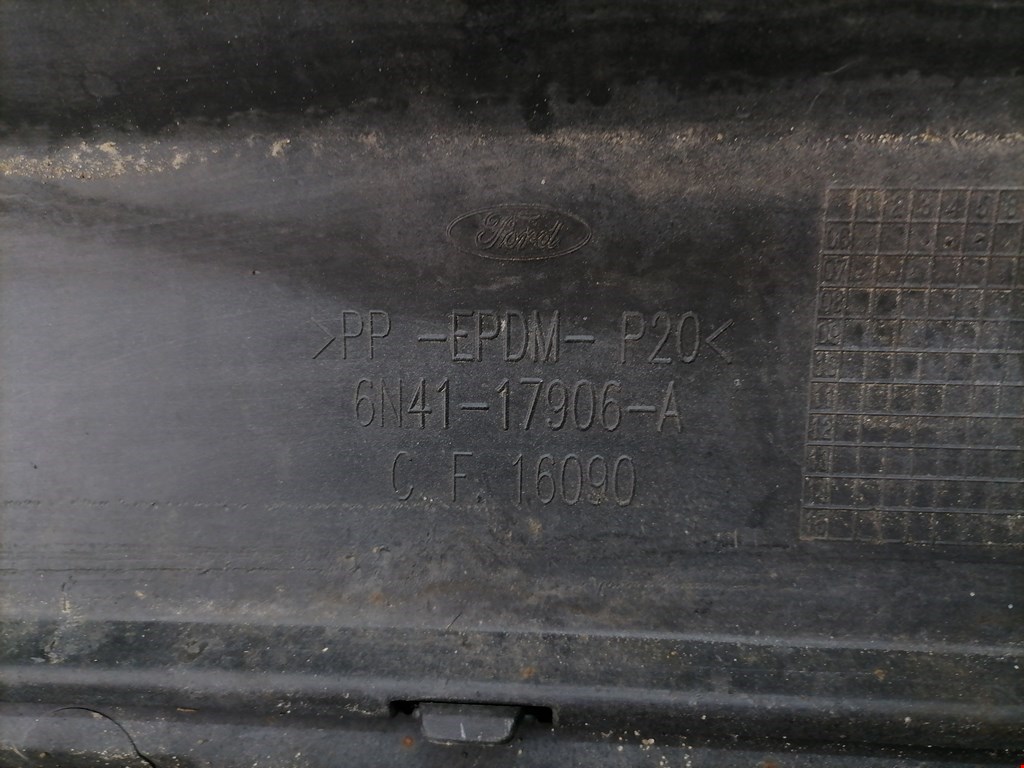 Ford
>PP -EPDM- P20<
6N41-17906-A
C.F. 16090